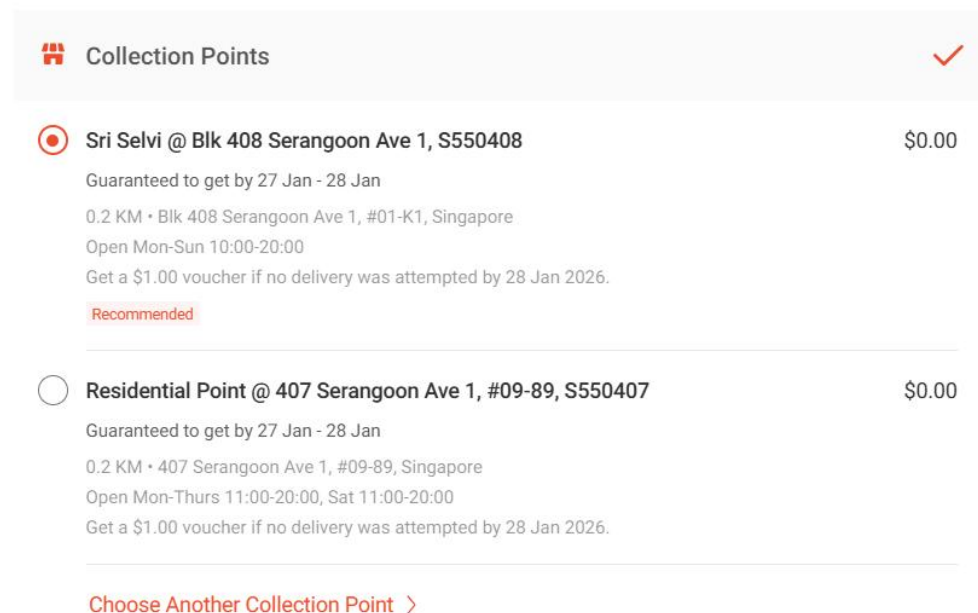 Collection Points
Sri Selvi @ Blk 408 Serangoon Ave 1, S550408 $0.00
Guaranteed to get by 27 Jan - 28 Jan
0.2 KM • Blk 408 Serangoon Ave 1, #01-K1, Singapore
Open Mon-Sun 10:00-20:00
Get a $1.00 voucher if no delivery was attempted by 28 Jan 2026.
Recommended
Residential Point @ 407 Serangoon Ave 1, #09-89, S550407 $0.00
Guaranteed to get by 27 Jan - 28 Jan
0.2 KM • 407 Serangoon Ave 1, #09-89, Singapore
Open Mon-Thurs 11:00-20:00, Sat 11:00-20:00
Get a $1.00 voucher if no delivery was attempted by 28 Jan 2026.
Choose Another Collection Point >